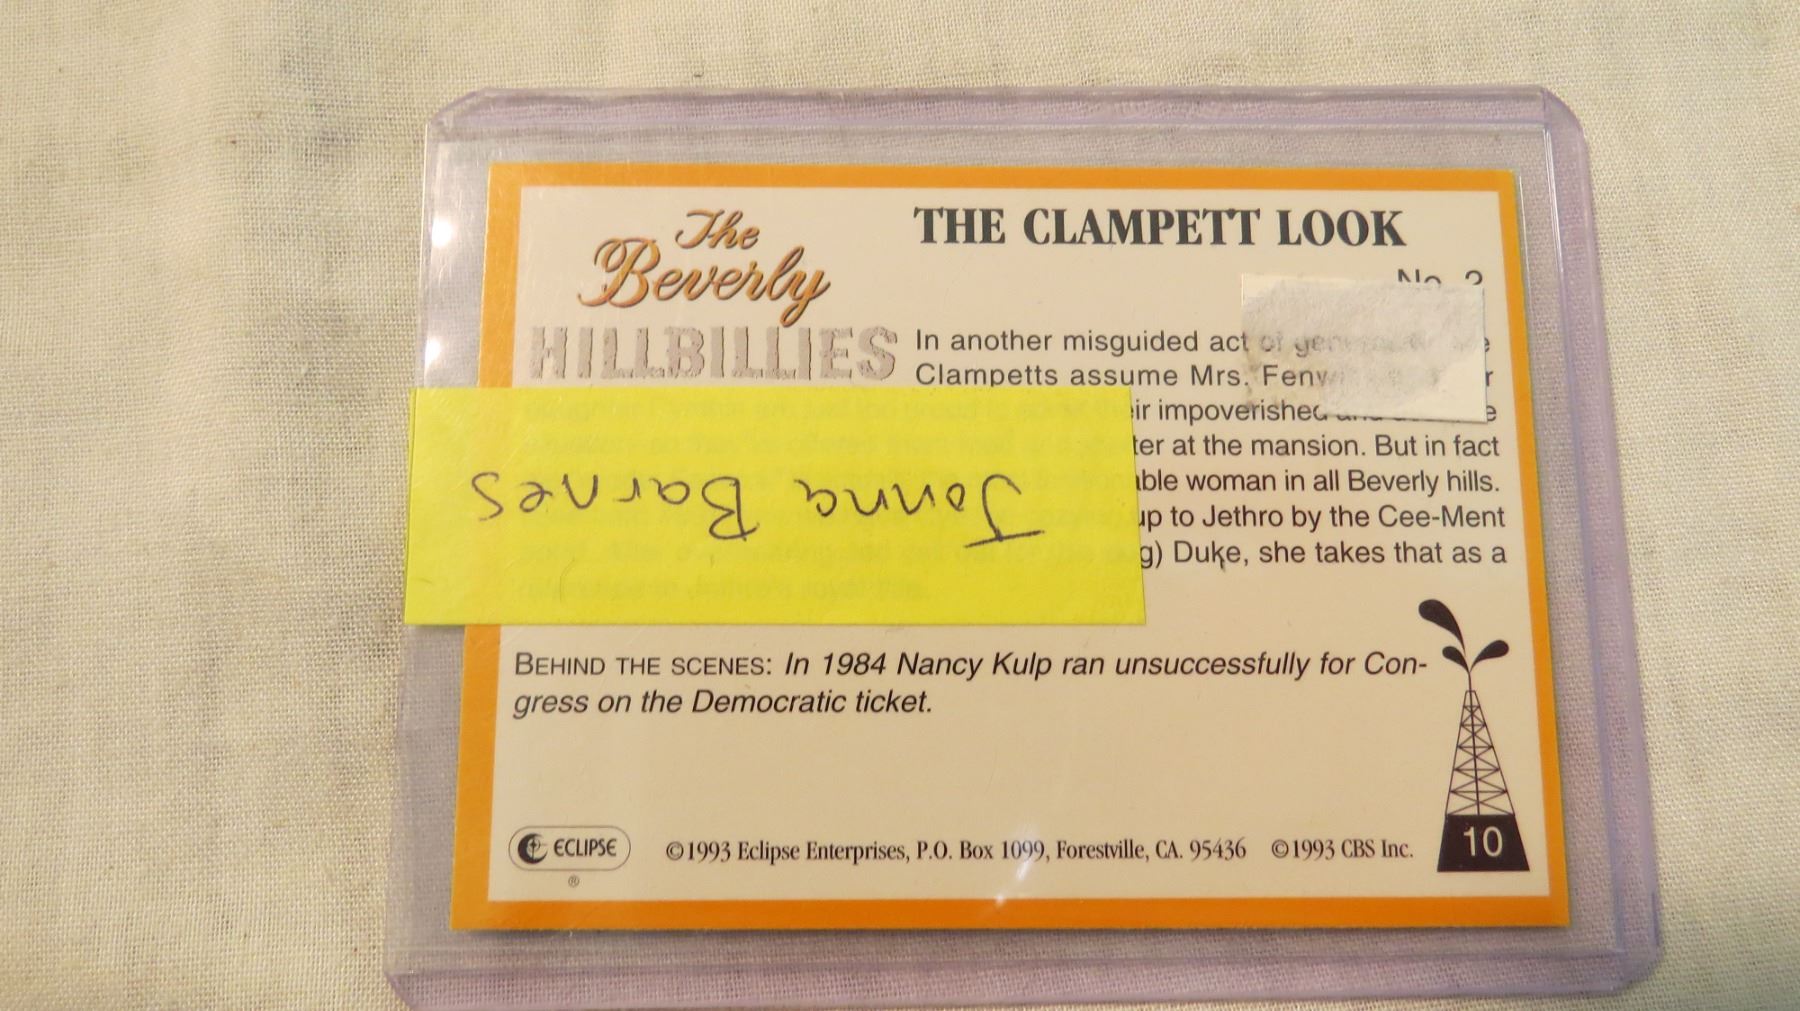 The
Beverly
HILLBILLIES
THE CLAMPETT LOOK
No. 2
In another misguided act
Clampetts assume Mrs.
impoverished
at the mansion. But in fact
woman in all Beverly hills.
up to Jethro by the Cee-Ment
Duke, she takes that as a
Jonna Barnes
BEHIND THE SCENES: In 1984 Nancy Kulp ran unsuccessfully for Con-
gress on the Democratic ticket.
ECLIPSE
®
©1993 Eclipse Enterprises, P.O. Box 1099, Forestville, CA. 95436 ©1993 CBS Inc.
10